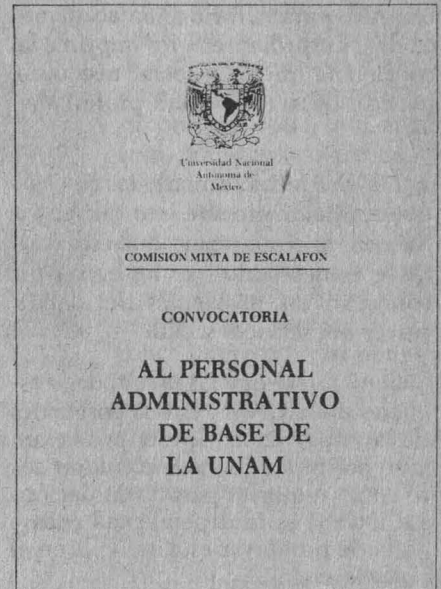 Universidad Nacional
Autónoma de
México.
COMISION MIXTA DE ESCALAFON
CONVOCATORIA
AL PERSONAL
ADMINISTRATIVO
DE BASE DE
LA UNAM